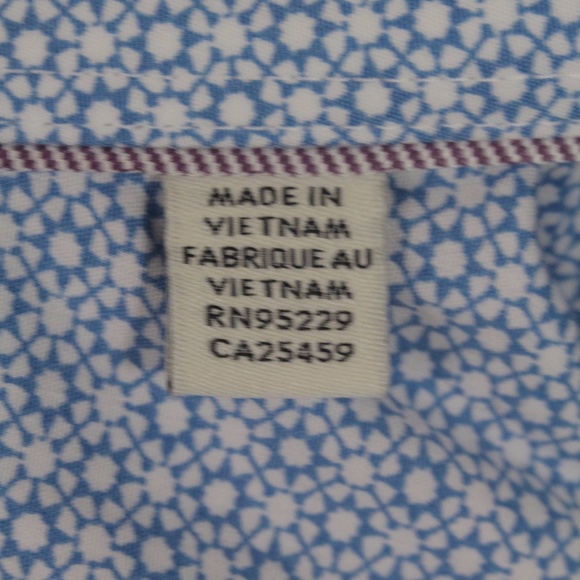 MADE IN
VIETNAM
FABRIQUE AU
VIETNAM
RN95229
CA25459